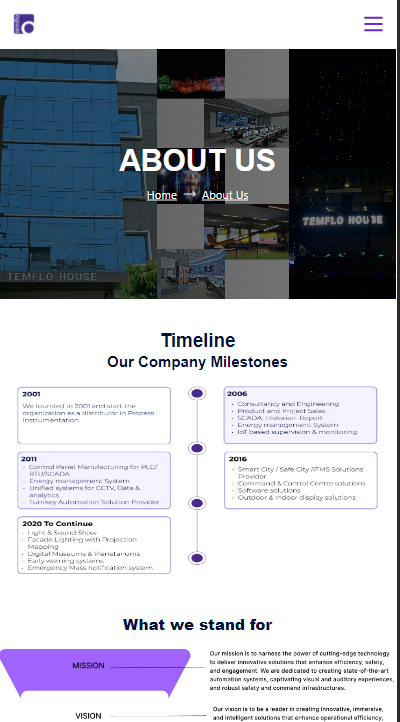 ABOUT US
Home → About Us
TEMFLO HOUSE
TEMFLO HOUSE
Timeline
Our Company Milestones
2001
We founded in 2001 and start the
organization as a distributor in Process
Instrumentation
2006
Consultancy and Engineering
Product and Project Sales
SCADA, Historian, Report
Energy management System
IoT based supervision & monitoring
2011
Control Panel Manufacturing for PLC/
RTU/SCADA
Energy management System
Unified systems for CCTV, Data &
analytics
Turnkey Automation Solution Provider
2016
Smart City / Safe City /ITMS Solutions
Provider
Command & Control Centre solutions
Software solutions
Outdoor & Indoor display solutions
2020 To Continue
Light & Sound Show
Facade Lighting with Projection
Mapping
Digital Museums & Planetariums
Early warning systems
Emergency Mass notification system
What we stand for
MISSION
Our mission is to harness the power of cutting-edge technology
to deliver innovative solutions that enhance efficiency, safety,
and engagement. We are dedicated to creating state-of-the-art
automation systems, captivating visual and auditory experiences,
and robust safety and command infrastructures.
VISION
Our vision is to be a leader in creating innovative, immersive,
and intelligent solutions that enhance operational efficiency,